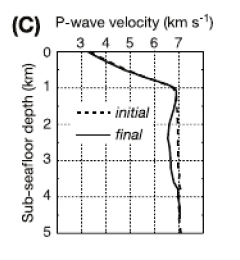 (C) P-wave velocity (km s⁻¹)
3 4 5 6 7
Sub-seafloor depth (km)
0
1
2
3
4
5
initial
final